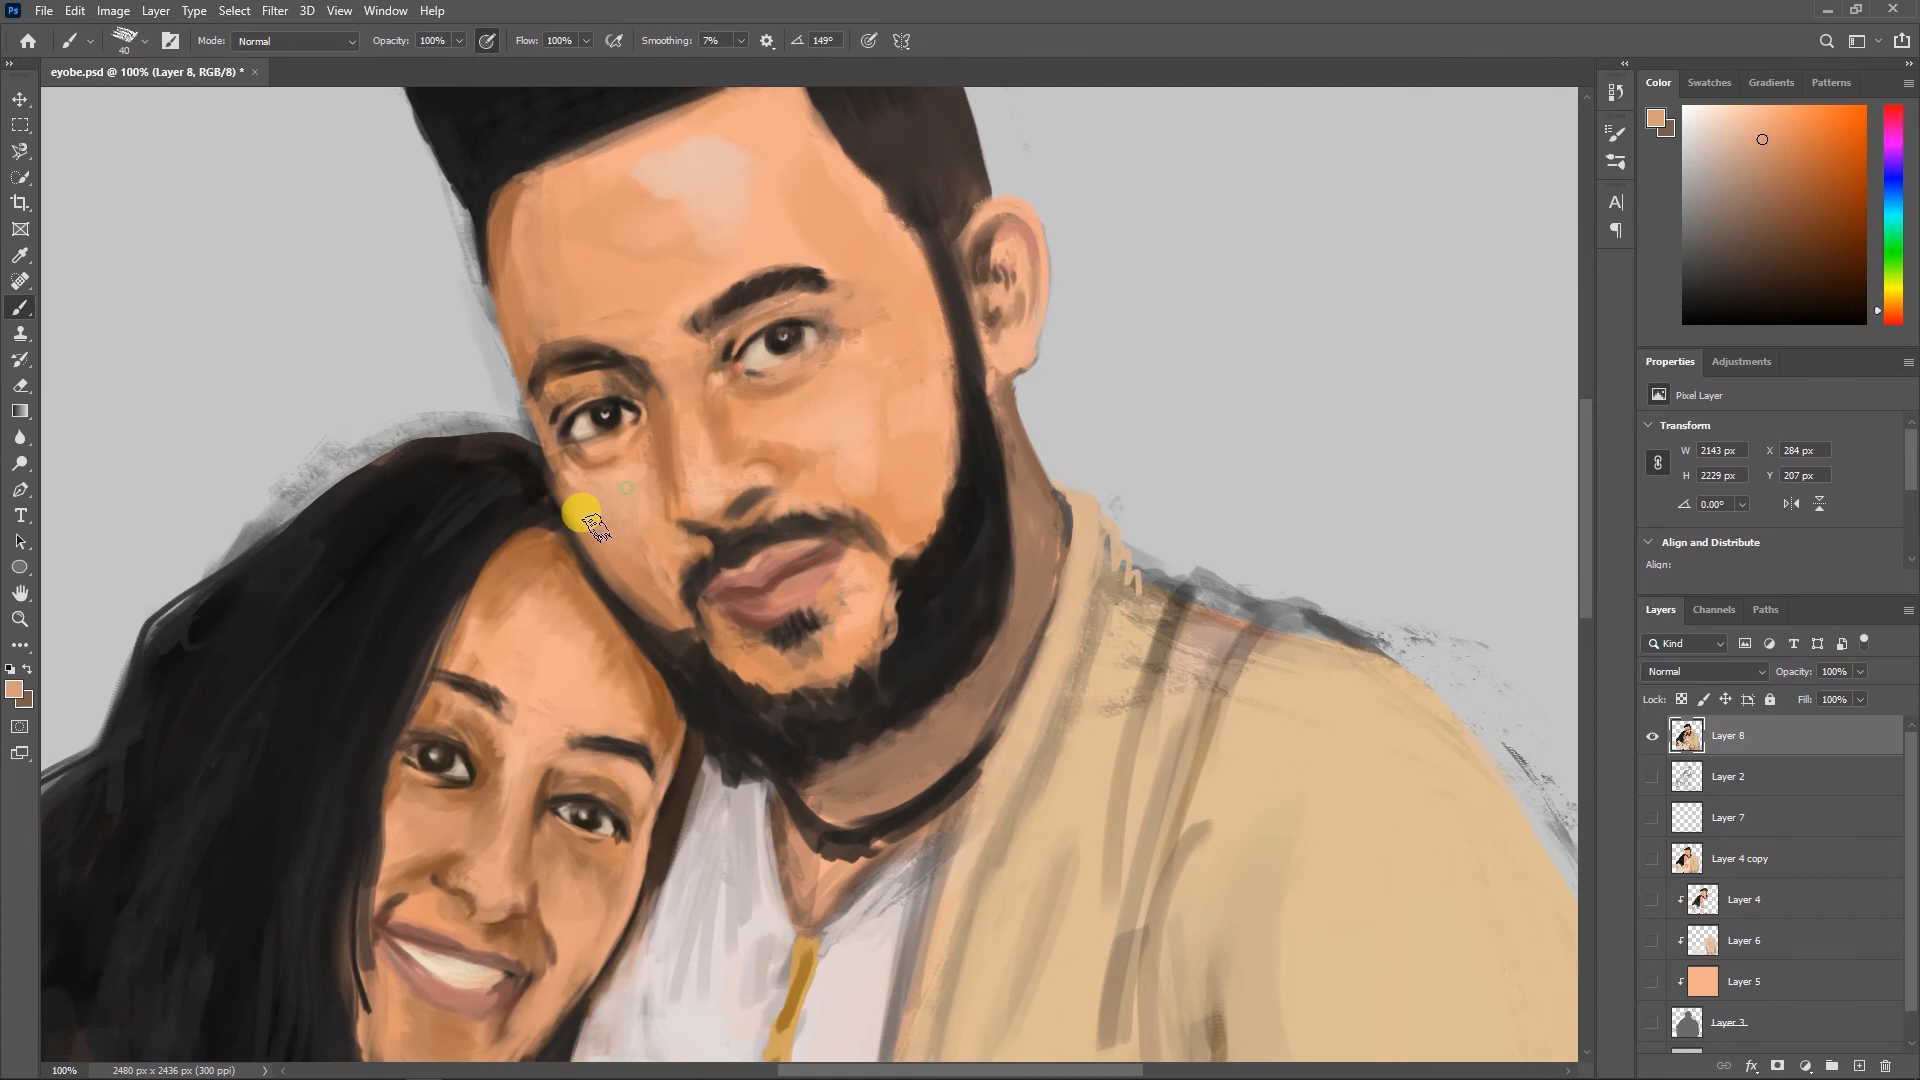 Ps File Edit Image Layer Type Select Filter 3D View Window Help
40 Mode: Normal Opacity: 100% Flow: 100% Smoothing: 7% 149°
eyobe.psd @ 100% (Layer 8, RGB/8) * ×
Color Swatches Gradients Patterns
Properties Adjustments
Pixel Layer
Transform
W 2143 px X 284 px
H 2229 px Y 207 px
0.00°
Align and Distribute
Align:
Layers Channels Paths
Kind
Normal Opacity: 100%
Lock: Fill: 100%
Layer 8
Layer 2
Layer 7
Layer 4 copy
Layer 4
Layer 6
Layer 5
Layer 3
100% 2480 px x 2436 px (300 ppi)